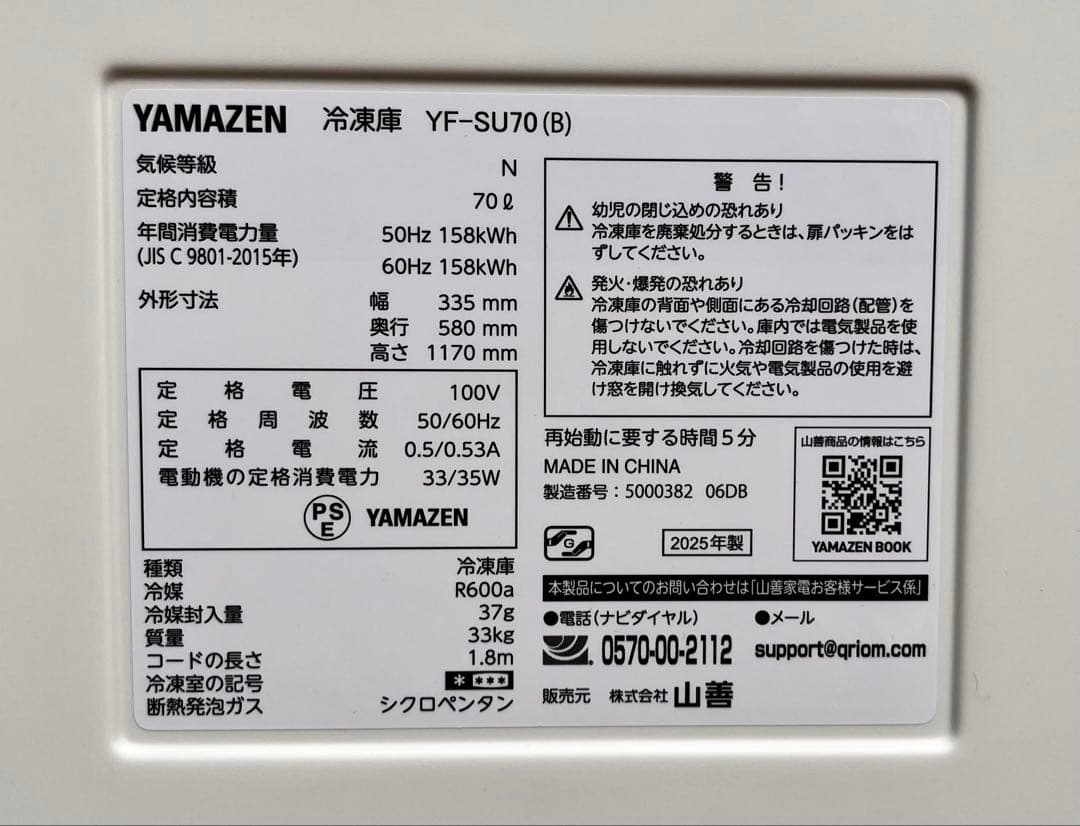 YAMAZEN 冷凍庫 YF-SU70(B)
気候等級 N
定格内容積 70ℓ
年間消費電力量 50Hz 158kWh
(JIS C 9801-2015年) 60Hz 158kWh
外形寸法 幅 335 mm
奥行 580 mm
高さ 1170 mm
定格電圧 100V
定格周波数 50/60Hz
定格電流 0.5/0.53A
電動機の定格消費電力 33/35W
PSE YAMAZEN
種類 冷凍庫
冷媒 R600a
冷媒封入量 37g
質量 33kg
コードの長さ 1.8m
冷凍室の記号 * ***
断熱発泡ガス シクロペンタン
警告!
幼児の閉じ込めの恐れあり
冷凍庫を廃棄処分するときは、扉パッキンをは
ずしてください。
発火・爆発の恐れあり
冷凍庫の背面や側面にある冷却回路(配管)を
傷つけないでください。庫内では電気製品を使
用しないでください。冷却回路を傷つけた時は、
冷凍庫に触れずに火気や電気製品の使用を避
け窓を開け換気してください。
再始動に要する時間5分
MADE IN CHINA
製造番号:5000382 06DB
G
2025年製
山善商品の情報はこちら
YAMAZEN BOOK
本製品についてのお問い合わせは「山善家電お客様サービス係」
●電話(ナビダイヤル) ●メール
0570-00-2112 support@qriom.com
販売元 株式会社 山善